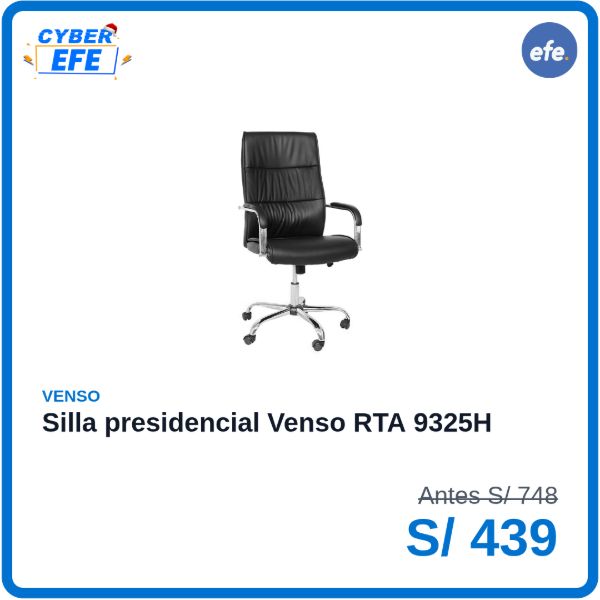 CYBER
EFE
efe.
VENSO
Silla presidencial Venso RTA 9325H
Antes S/ 748
S/ 439